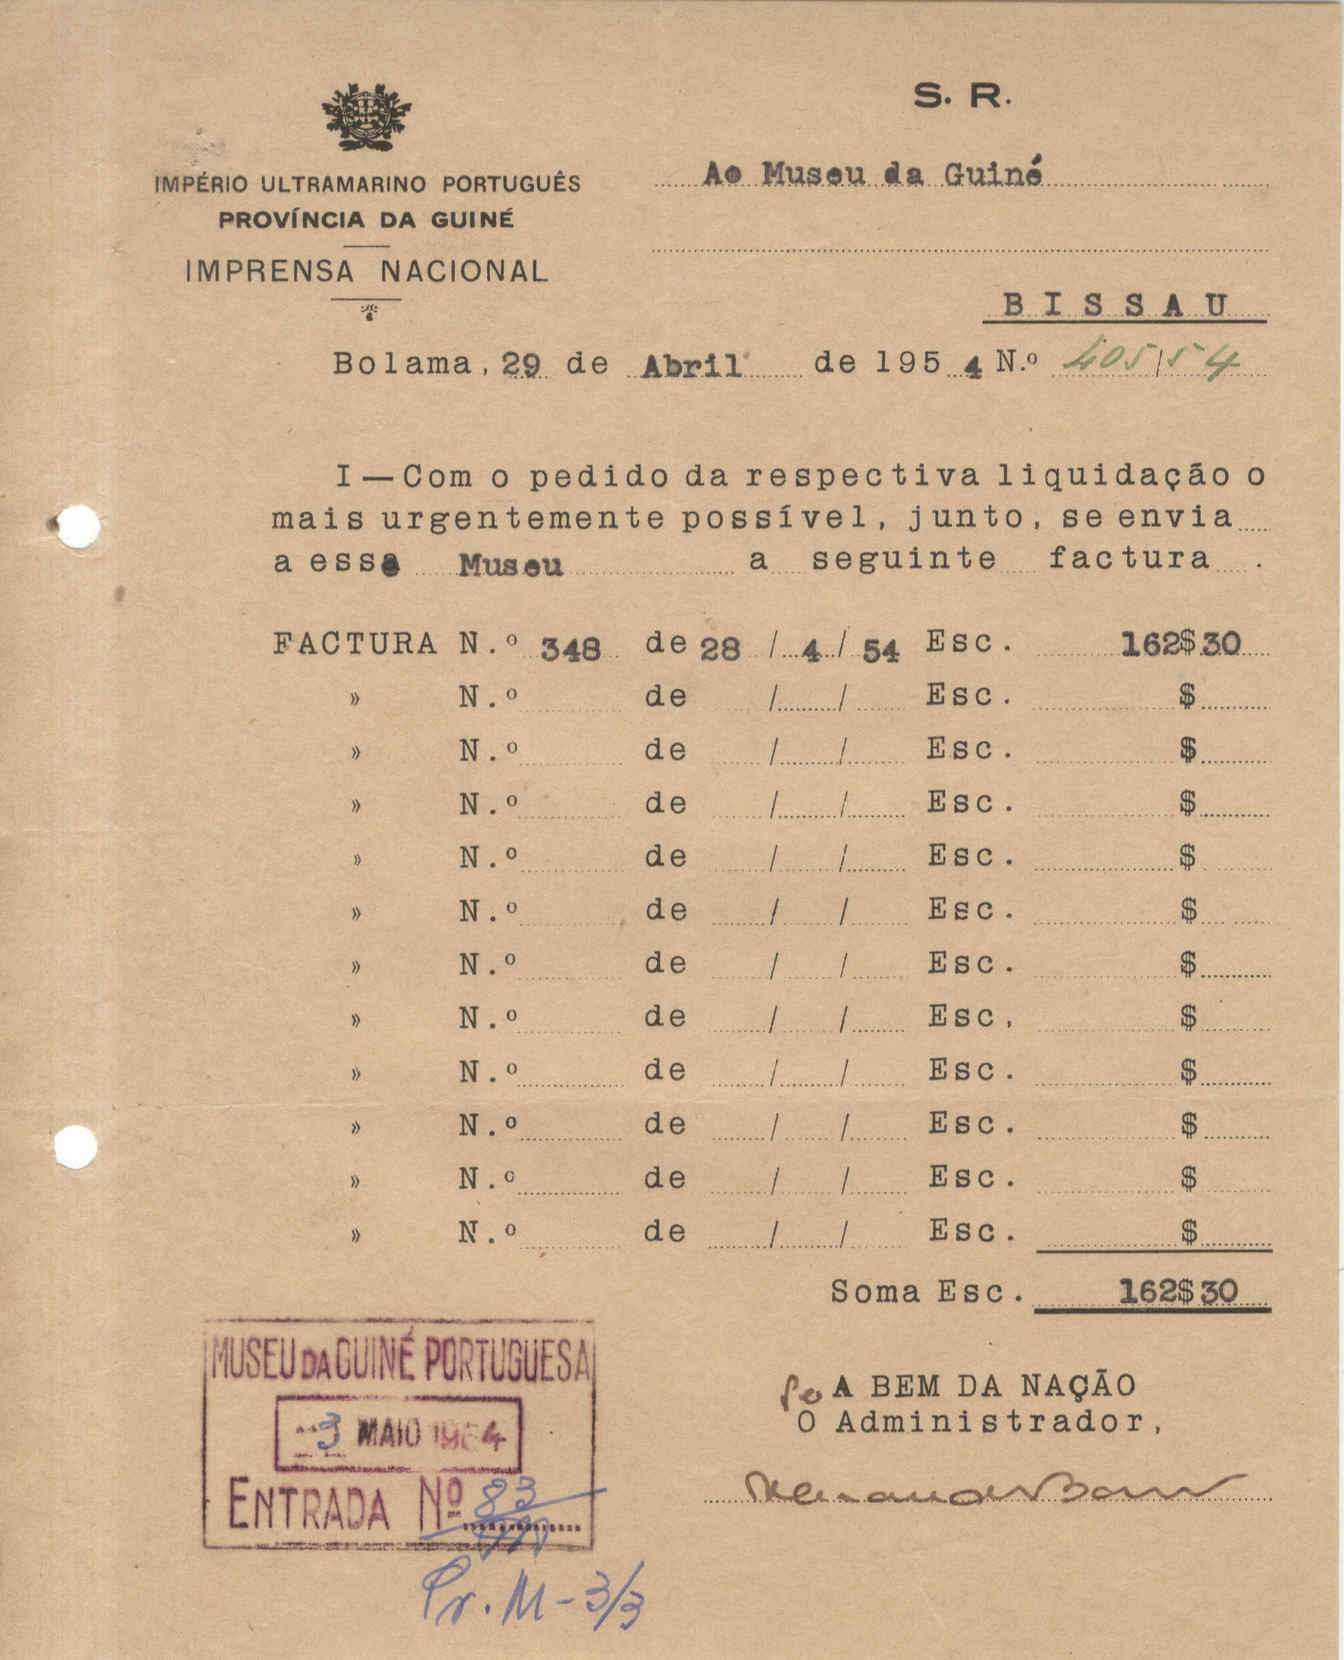 S. R.
IMPÉRIO ULTRAMARINO PORTUGUÊS
PROVÍNCIA DA GUINÉ
IMPRENSA NACIONAL
Ao Museu da Guiné
BISSAU
Bolama, 29 de Abril de 1954 N.º 405/54
I — Com o pedido da respectiva liquidação o
mais urgentemente possível, junto, se envia
a esse Museu a seguinte factura .
FACTURA N.º 348 de 28 / 4 / 54 Esc. 162$30
» N.º de / / Esc. $
» N.º de / / Esc. $
» N.º de / / Esc. $
» N.º de / / Esc. $
» N.º de / / Esc. $
» N.º de / / Esc. $
» N.º de / / Esc. $
» N.º de / / Esc. $
» N.º de / / Esc. $
» N.º de / / Esc. $
» N.º de / / Esc. $
Soma Esc. 162$30
A BEM DA NAÇÃO
O Administrador,
MUSEU DA GUINÉ PORTUGUESA
-3 MAIO 1954
ENTRADA Nº 83
Pr. M - 3/3